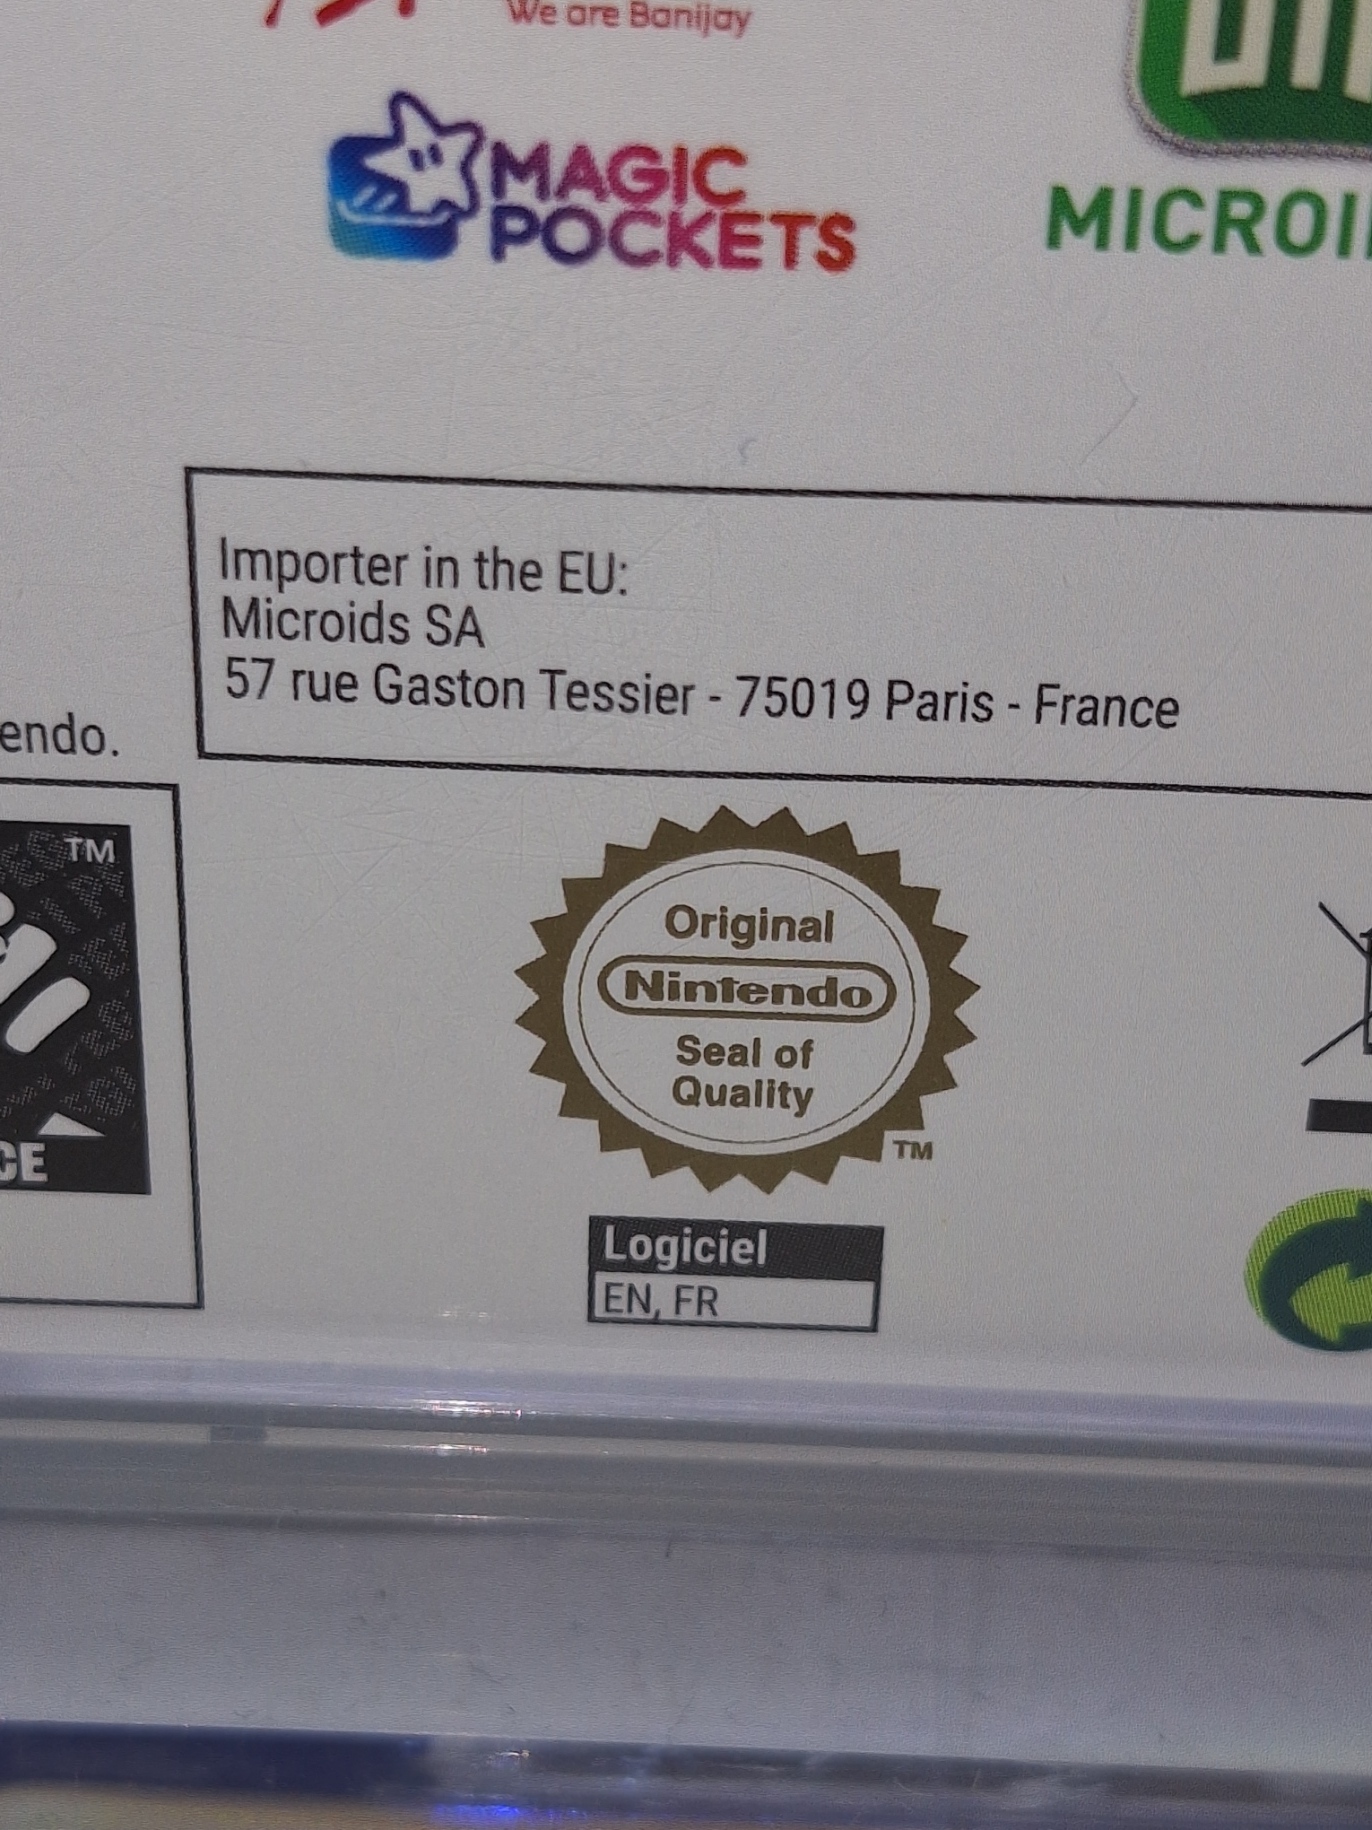 We are Banijay
MAGIC
POCKETS
MICROI
Importer in the EU:
Microids SA
57 rue Gaston Tessier - 75019 Paris - France
endo.
TM
Original
Nintendo
Seal of
Quality
TM
CE
Logiciel
EN, FR